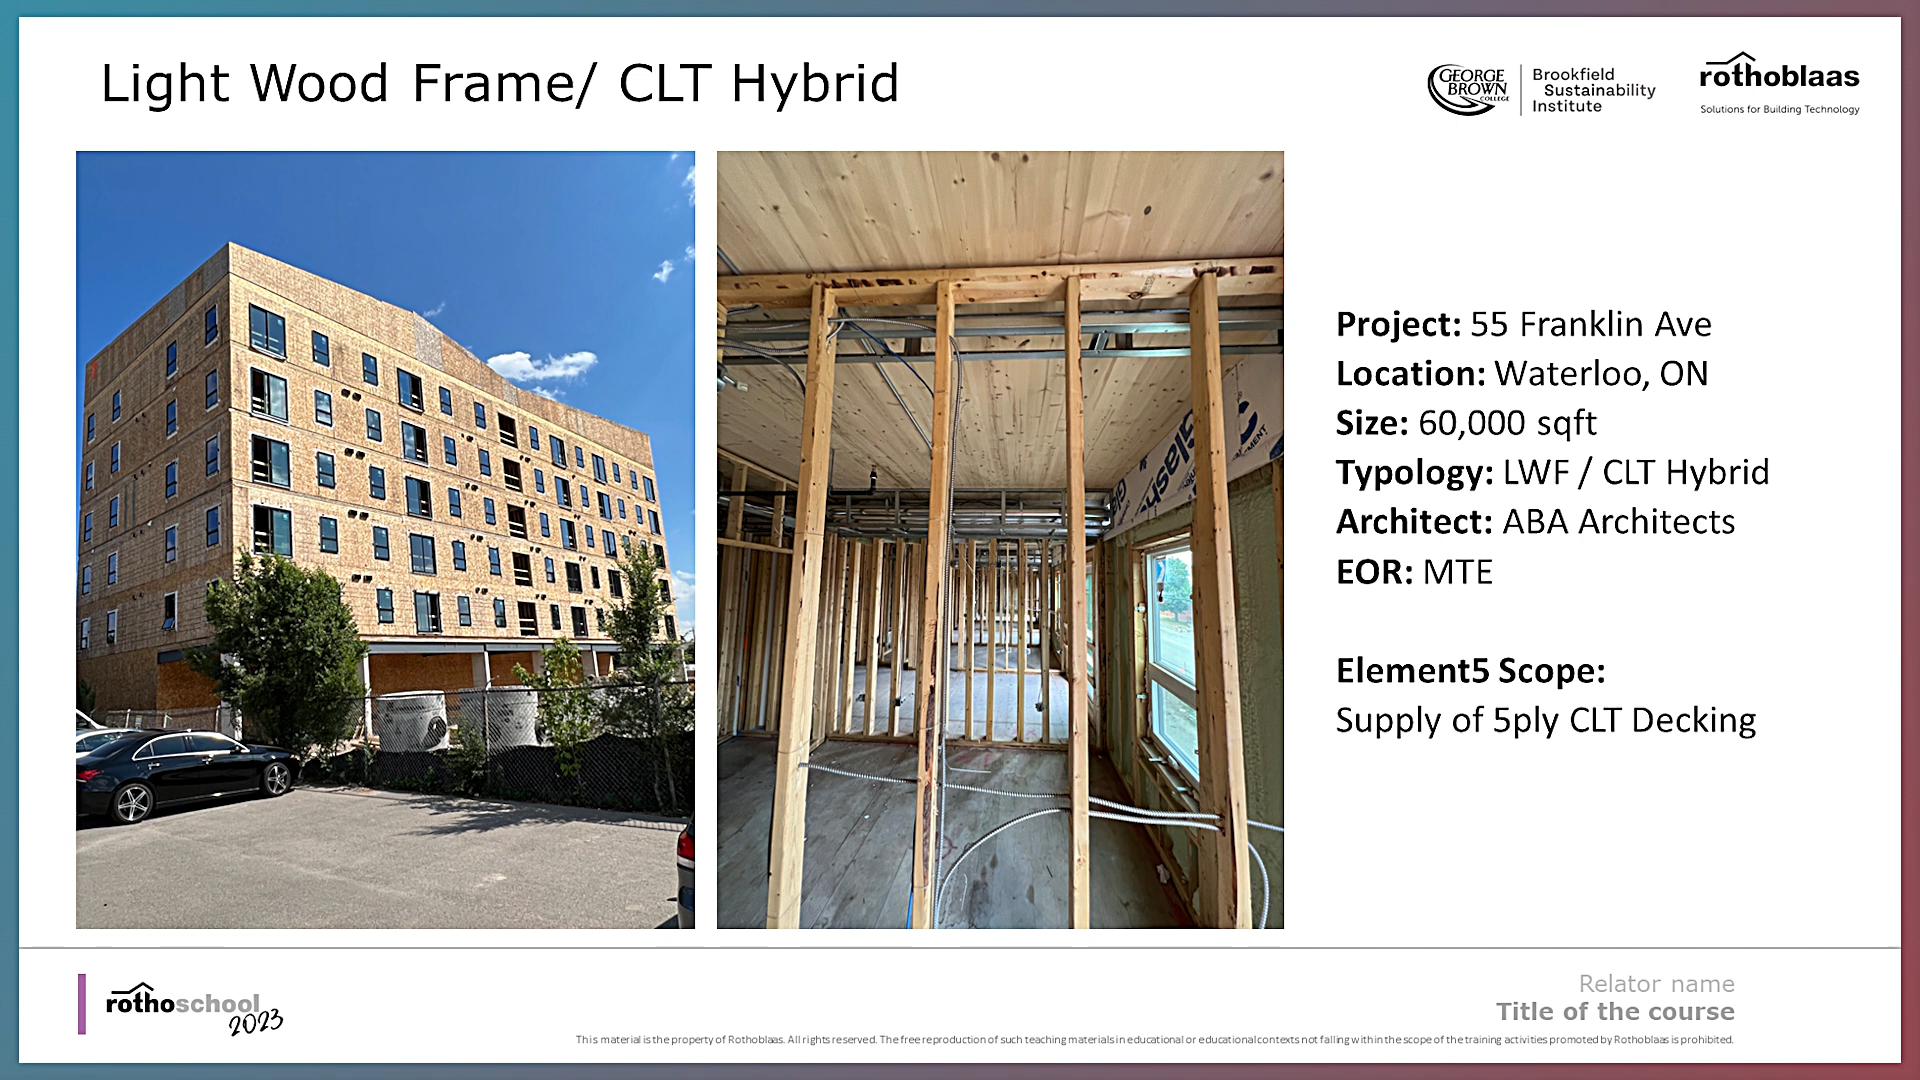 Light Wood Frame/ CLT Hybrid
GEORGE
BROWN
COLLEGE
Brookfield
Sustainability
Institute
rothoblaas
Solutions for Building Technology
Project: 55 Franklin Ave
Location: Waterloo, ON
Size: 60,000 sqft
Typology: LWF / CLT Hybrid
Architect: ABA Architects
EOR: MTE
Element5 Scope:
Supply of 5ply CLT Decking
rothoschool
2023
Relator name
Title of the course
This material is the property of Rothoblaas. All rights reserved. The free reproduction of such teaching materials in educational or educational contexts not falling within the scope of the training activities promoted by Rothoblaas is prohibited.